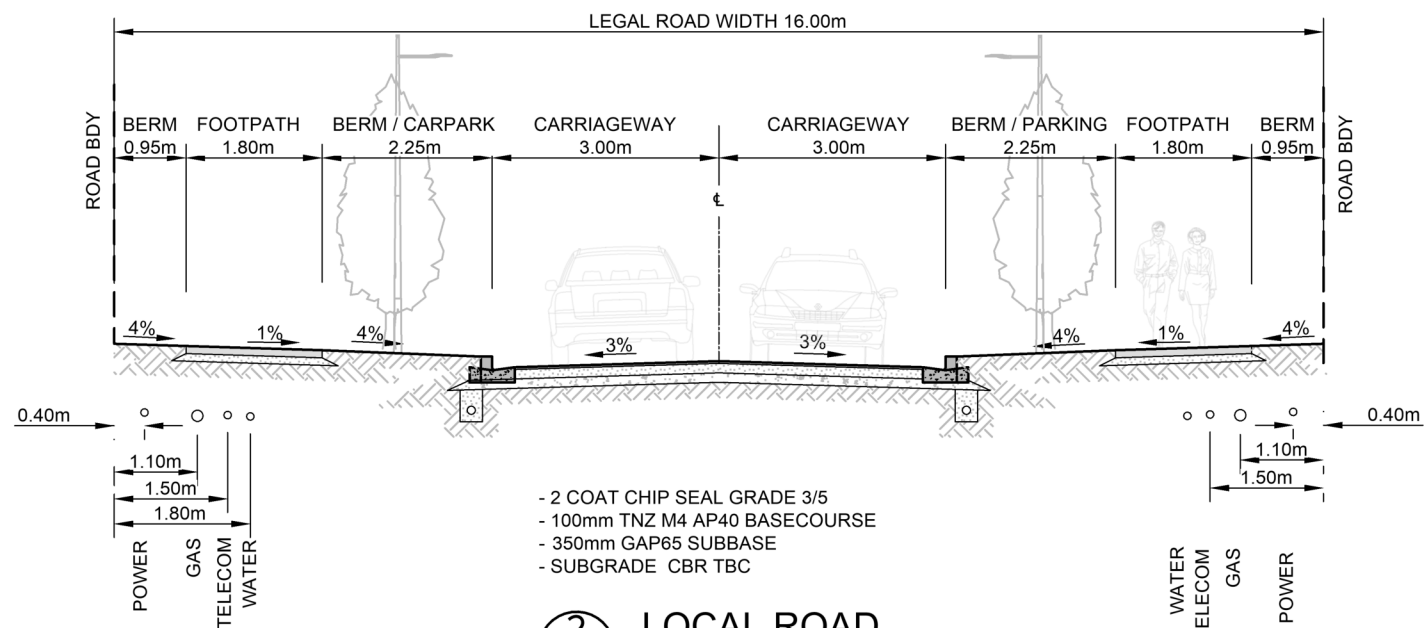 LEGAL ROAD WIDTH 16.00m
ROAD BDY
BERM
0.95m
FOOTPATH
1.80m
BERM / CARPARK
2.25m
CARRIAGEWAY
3.00m
CARRIAGEWAY
3.00m
BERM / PARKING
2.25m
FOOTPATH
1.80m
BERM
0.95m
ROAD BDY
℄
4%
1%
4%
3%
3%
4%
1%
4%
0.40m
0.40m
1.10m
1.50m
1.80m
1.10m
1.50m
POWER
GAS
TELECOM
WATER
- 2 COAT CHIP SEAL GRADE 3/5
- 100mm TNZ M4 AP40 BASECOURSE
- 350mm GAP65 SUBBASE
- SUBGRADE CBR TBC
WATER
ELECOM
GAS
POWER
2
LOCAL ROAD